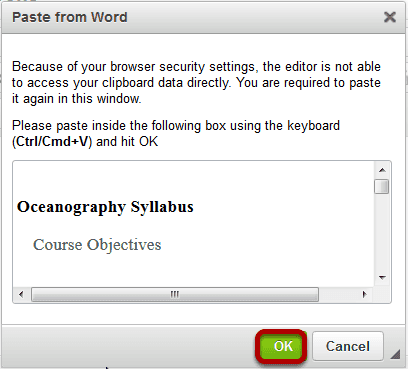 Paste from Word
Because of your browser security settings, the editor is not able
to access your clipboard data directly. You are required to paste
it again in this window.
Please paste inside the following box using the keyboard
(Ctrl/Cmd+V) and hit OK
Oceanography Syllabus
Course Objectives
OK
Cancel